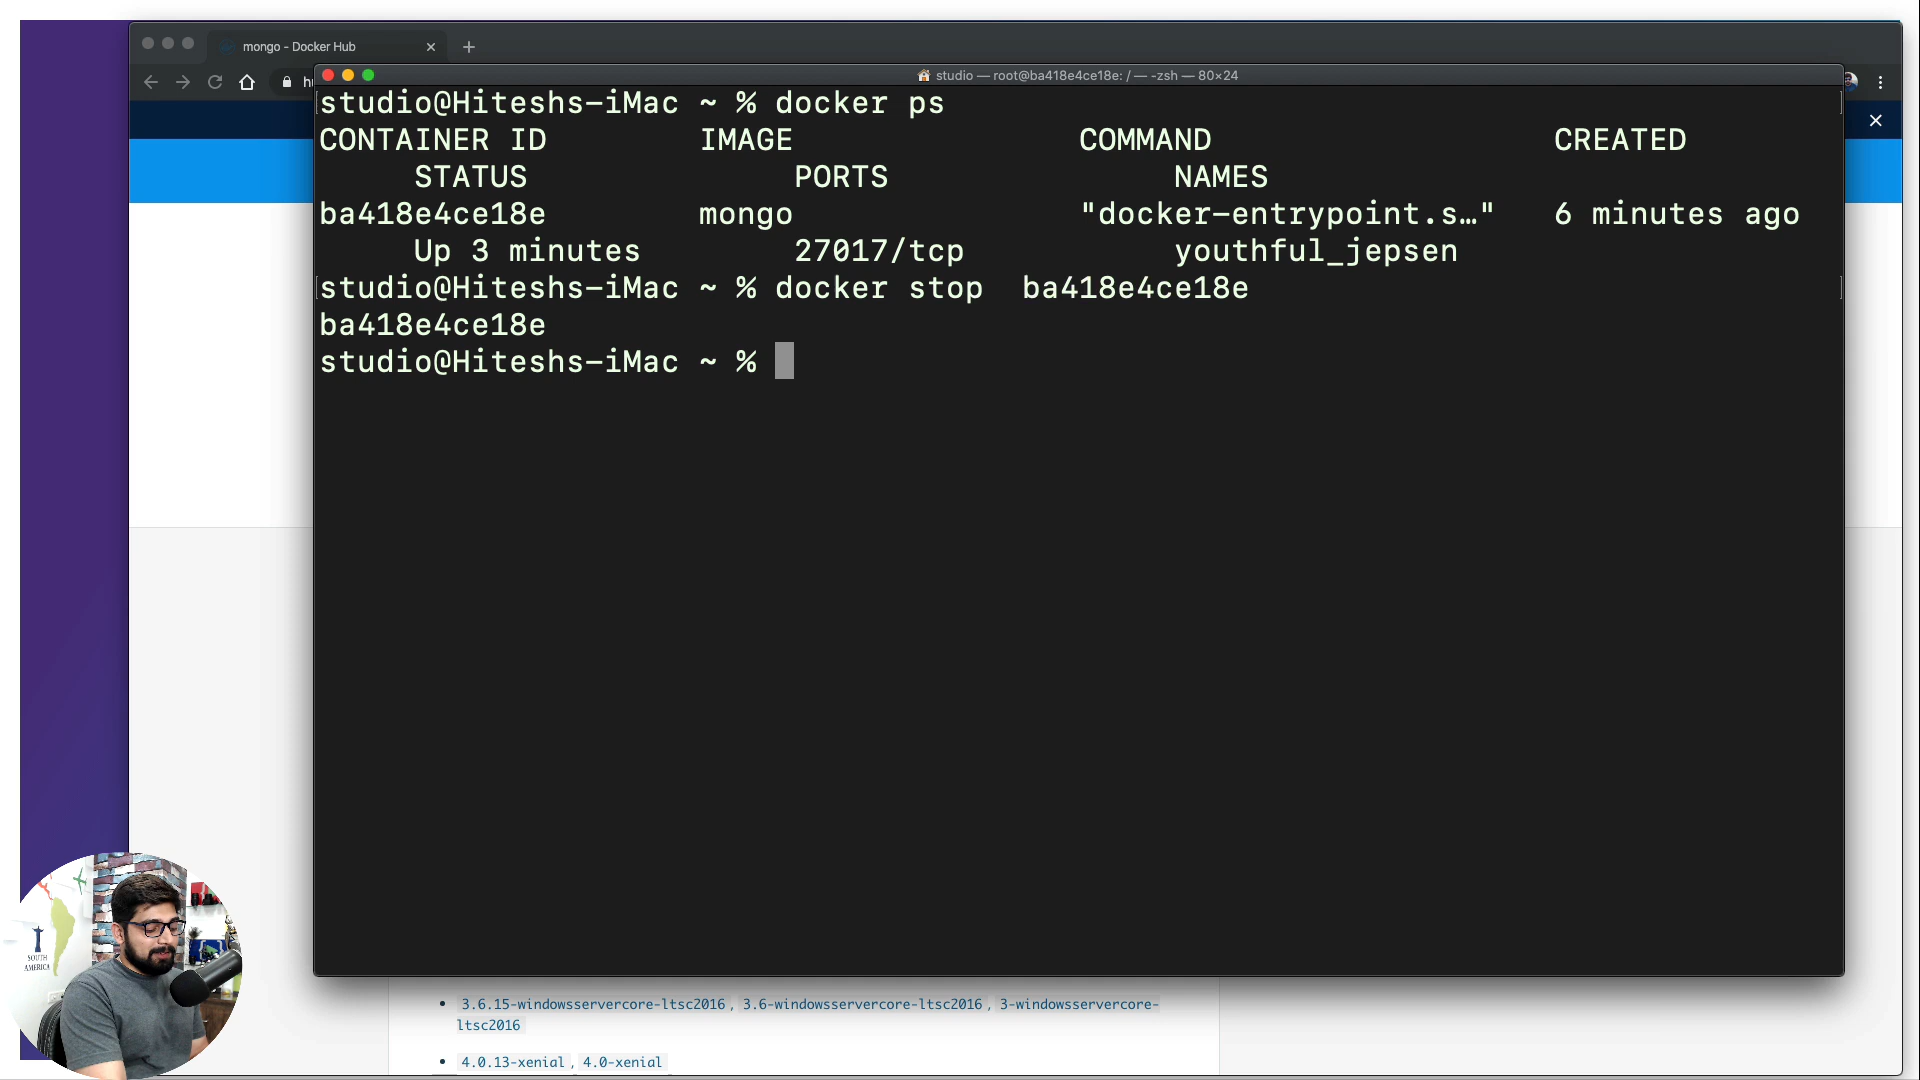 mongo - Docker Hub
studio — root@ba418e4ce18e: / — -zsh — 80×24
studio@Hiteshs-iMac ~ % docker ps
CONTAINER ID IMAGE COMMAND CREATED
STATUS PORTS NAMES
ba418e4ce18e mongo "docker-entrypoint.s…" 6 minutes ago
Up 3 minutes 27017/tcp youthful_jepsen
studio@Hiteshs-iMac ~ % docker stop ba418e4ce18e
ba418e4ce18e
studio@Hiteshs-iMac ~ %
3.6.15-windowsservercore-ltsc2016, 3.6-windowsservercore-ltsc2016, 3-windowsservercore-
ltsc2016
4.0.13-xenial, 4.0-xenial
SOUTH
AMERICA